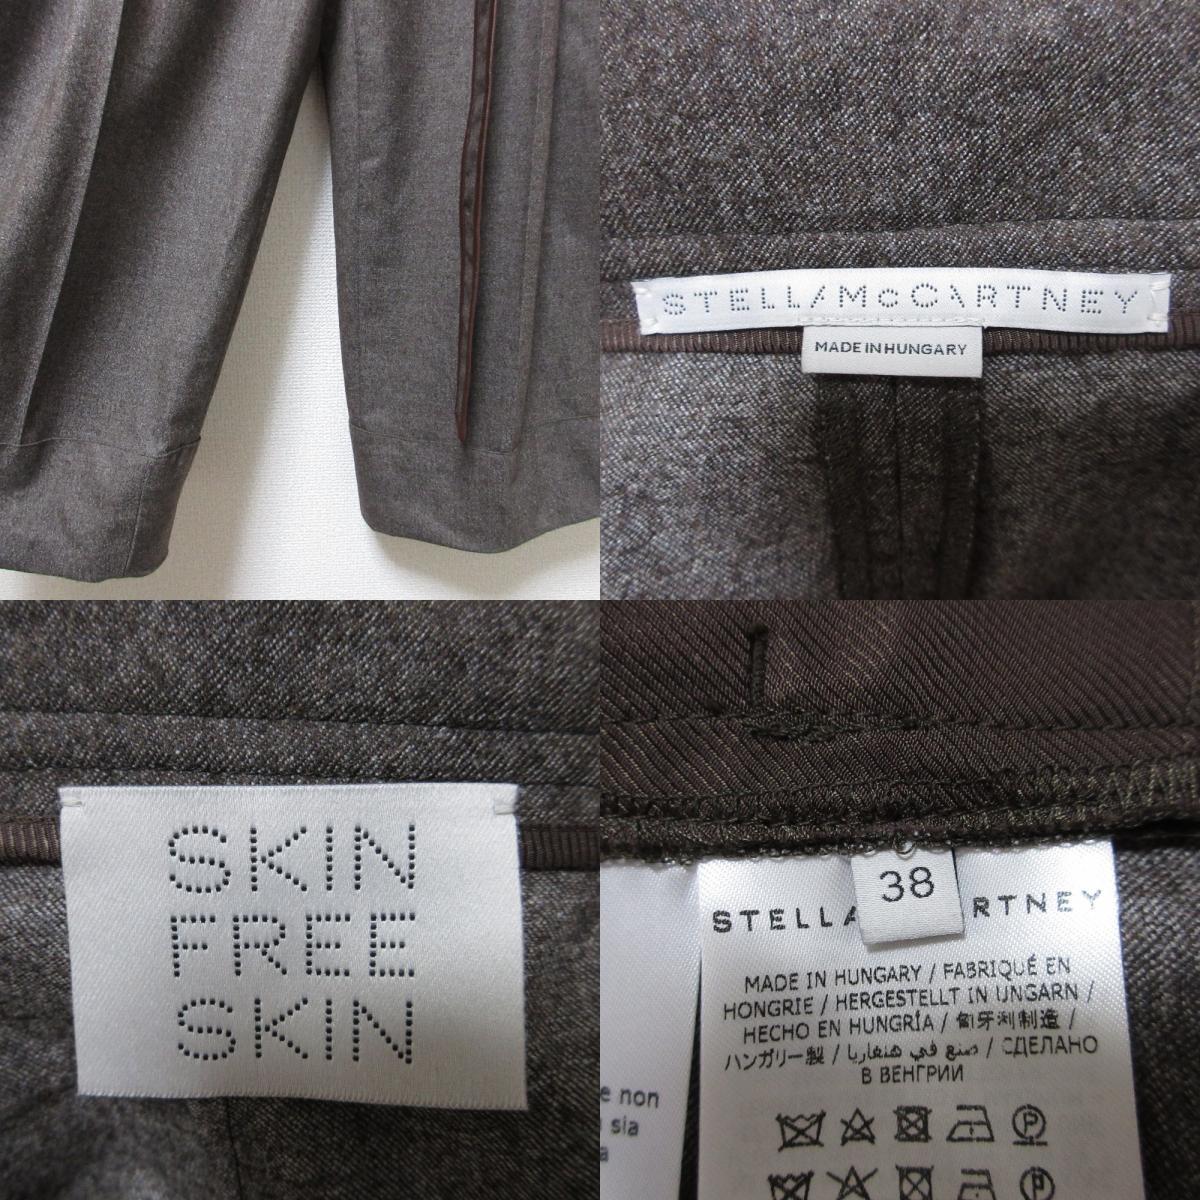 STELLA McCARTNEY
MADE IN HUNGARY
SKIN
FREE
SKIN
38
STELLA RTNEY
MADE IN HUNGARY / FABRIQUÉ EN
HONGRIE / HERGESTELLT IN UNGARN /
HECHO EN HUNGRÍA / 匈牙利制造 /
ハンガリー製 / صنع في هنغاريا / СДЕЛАНО
В ВЕНГРИИ
e non
sia
a
P
P